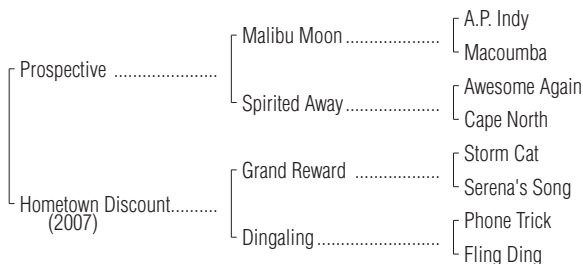 A.P. Indy
Malibu Moon ....................
Macoumba
Prospective ......................
Awesome Again
Spirited Away....................
Cape North
Storm Cat
Grand Reward ..................
Serena's Song
Hometown Discount..........
(2007)
Phone Trick
Dingaling..........................
Fling Ding